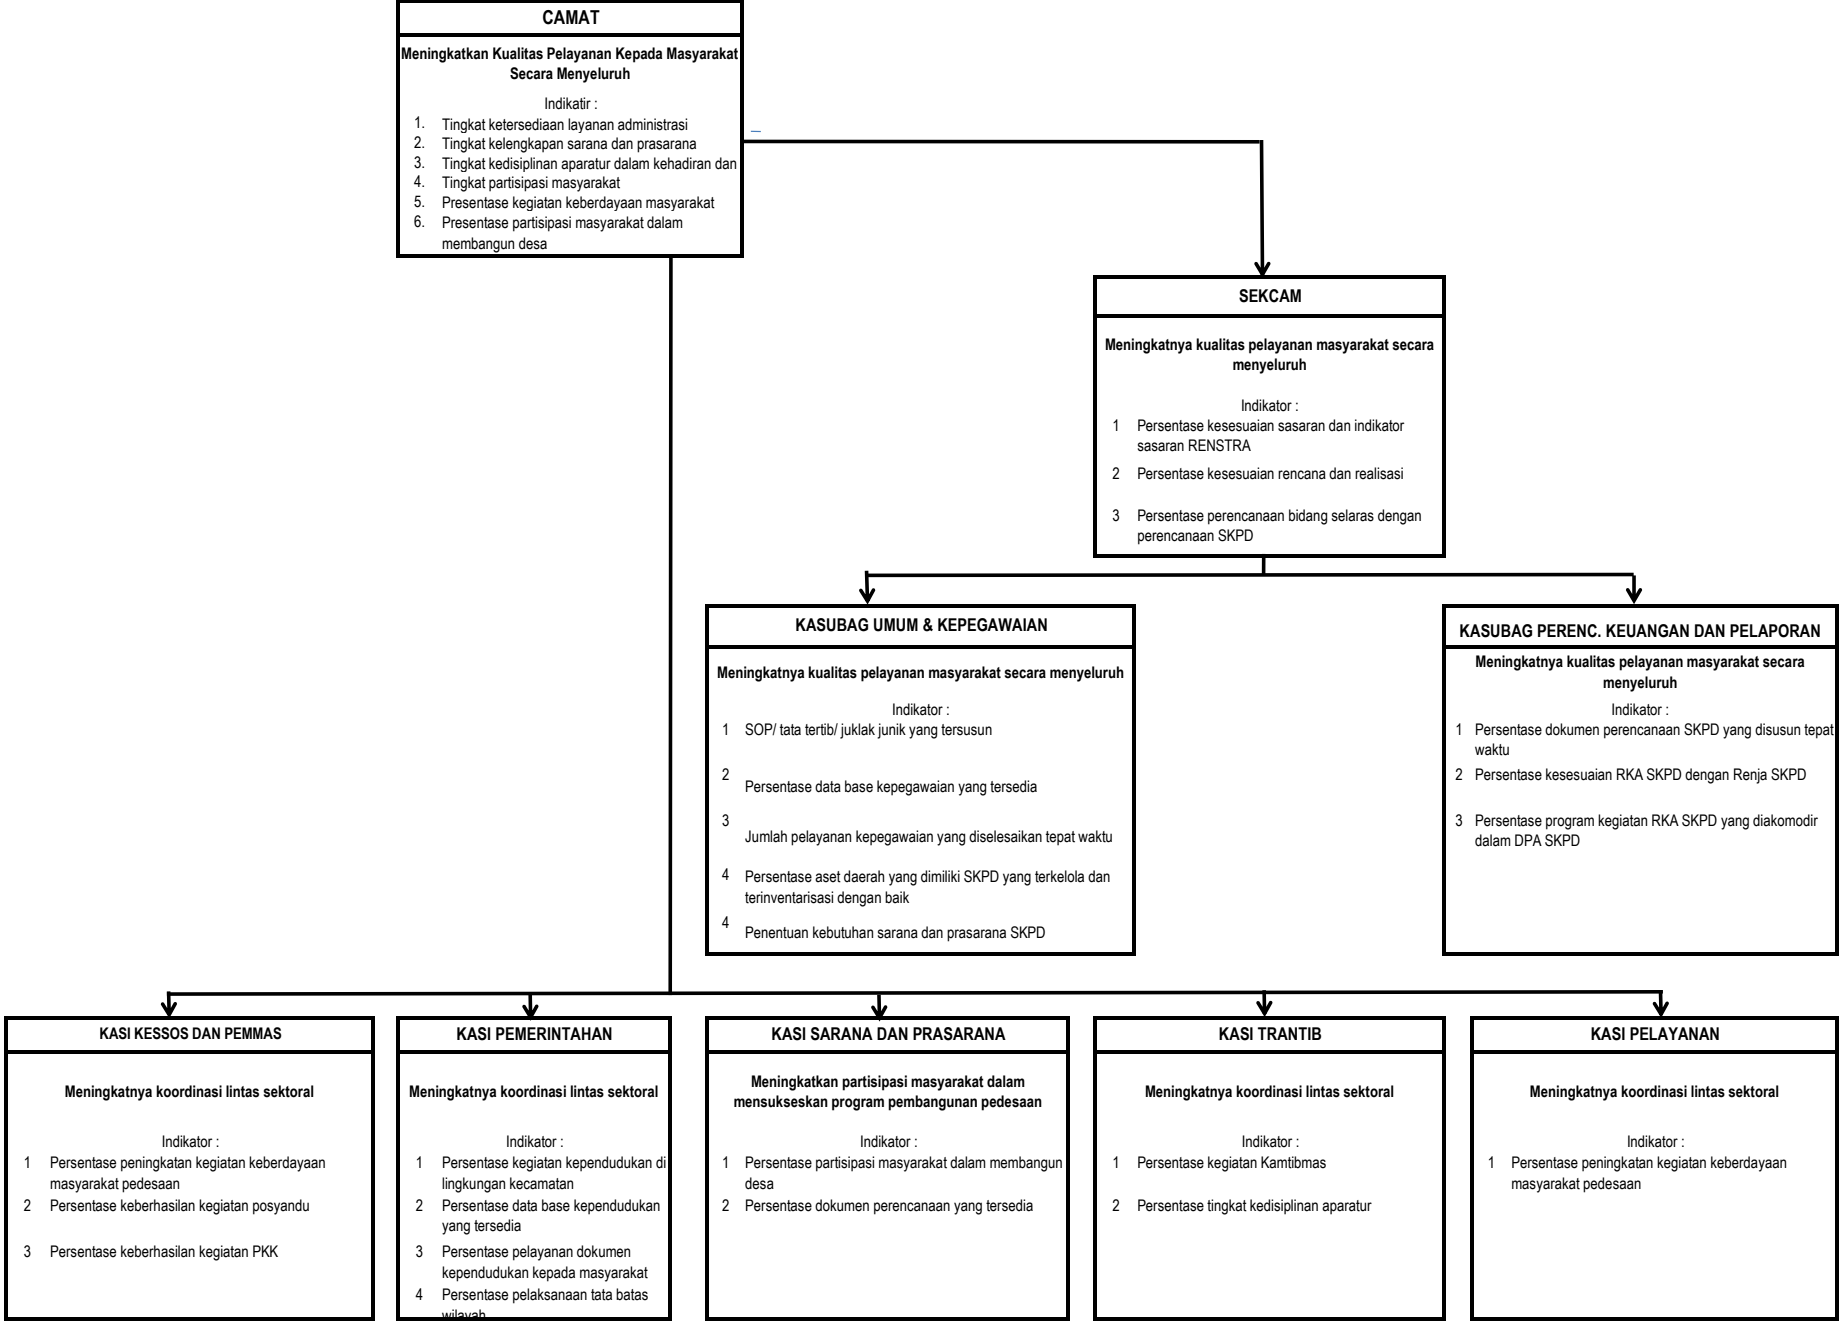 CAMAT
Meningkatkan Kualitas Pelayanan Kepada Masyarakat
Secara Menyeluruh
Indikatir :
1. Tingkat ketersediaan layanan administrasi
2. Tingkat kelengkapan sarana dan prasarana
3. Tingkat kedisiplinan aparatur dalam kehadiran dan
4. Tingkat partisipasi masyarakat
5. Presentase kegiatan keberdayaan masyarakat
6. Presentase partisipasi masyarakat dalam
membangun desa
SEKCAM
Meningkatnya kualitas pelayanan masyarakat secara
menyeluruh
Indikator :
1 Persentase kesesuaian sasaran dan indikator
sasaran RENSTRA
2 Persentase kesesuaian rencana dan realisasi
3 Persentase perencanaan bidang selaras dengan
perencanaan SKPD
KASUBAG UMUM & KEPEGAWAIAN
Meningkatnya kualitas pelayanan masyarakat secara menyeluruh
Indikator :
1 SOP/ tata tertib/ juklak junik yang tersusun
2 Persentase data base kepegawaian yang tersedia
3 Jumlah pelayanan kepegawaian yang diselesaikan tepat waktu
4 Persentase aset daerah yang dimiliki SKPD yang terkelola dan
terinventarisasi dengan baik
4 Penentuan kebutuhan sarana dan prasarana SKPD
KASUBAG PERENC. KEUANGAN DAN PELAPORAN
Meningkatnya kualitas pelayanan masyarakat secara
menyeluruh
Indikator :
1 Persentase dokumen perencanaan SKPD yang disusun tepat
waktu
2 Persentase kesesuaian RKA SKPD dengan Renja SKPD
3 Persentase program kegiatan RKA SKPD yang diakomodir
dalam DPA SKPD
KASI KESSOS DAN PEMMAS
Meningkatnya koordinasi lintas sektoral
Indikator :
1 Persentase peningkatan kegiatan keberdayaan
masyarakat pedesaan
2 Persentase keberhasilan kegiatan posyandu
3 Persentase keberhasilan kegiatan PKK
KASI PEMERINTAHAN
Meningkatnya koordinasi lintas sektoral
Indikator :
1 Persentase kegiatan kependudukan di
lingkungan kecamatan
2 Persentase data base kependudukan
yang tersedia
3 Persentase pelayanan dokumen
kependudukan kepada masyarakat
4 Persentase pelaksanaan tata batas
wilayah
KASI SARANA DAN PRASARANA
Meningkatkan partisipasi masyarakat dalam
mensukseskan program pembangunan pedesaan
Indikator :
1 Persentase partisipasi masyarakat dalam membangun
desa
2 Persentase dokumen perencanaan yang tersedia
KASI TRANTIB
Meningkatnya koordinasi lintas sektoral
Indikator :
1 Persentase kegiatan Kamtibmas
2 Persentase tingkat kedisiplinan aparatur
KASI PELAYANAN
Meningkatnya koordinasi lintas sektoral
Indikator :
1 Persentase peningkatan kegiatan keberdayaan
masyarakat pedesaan